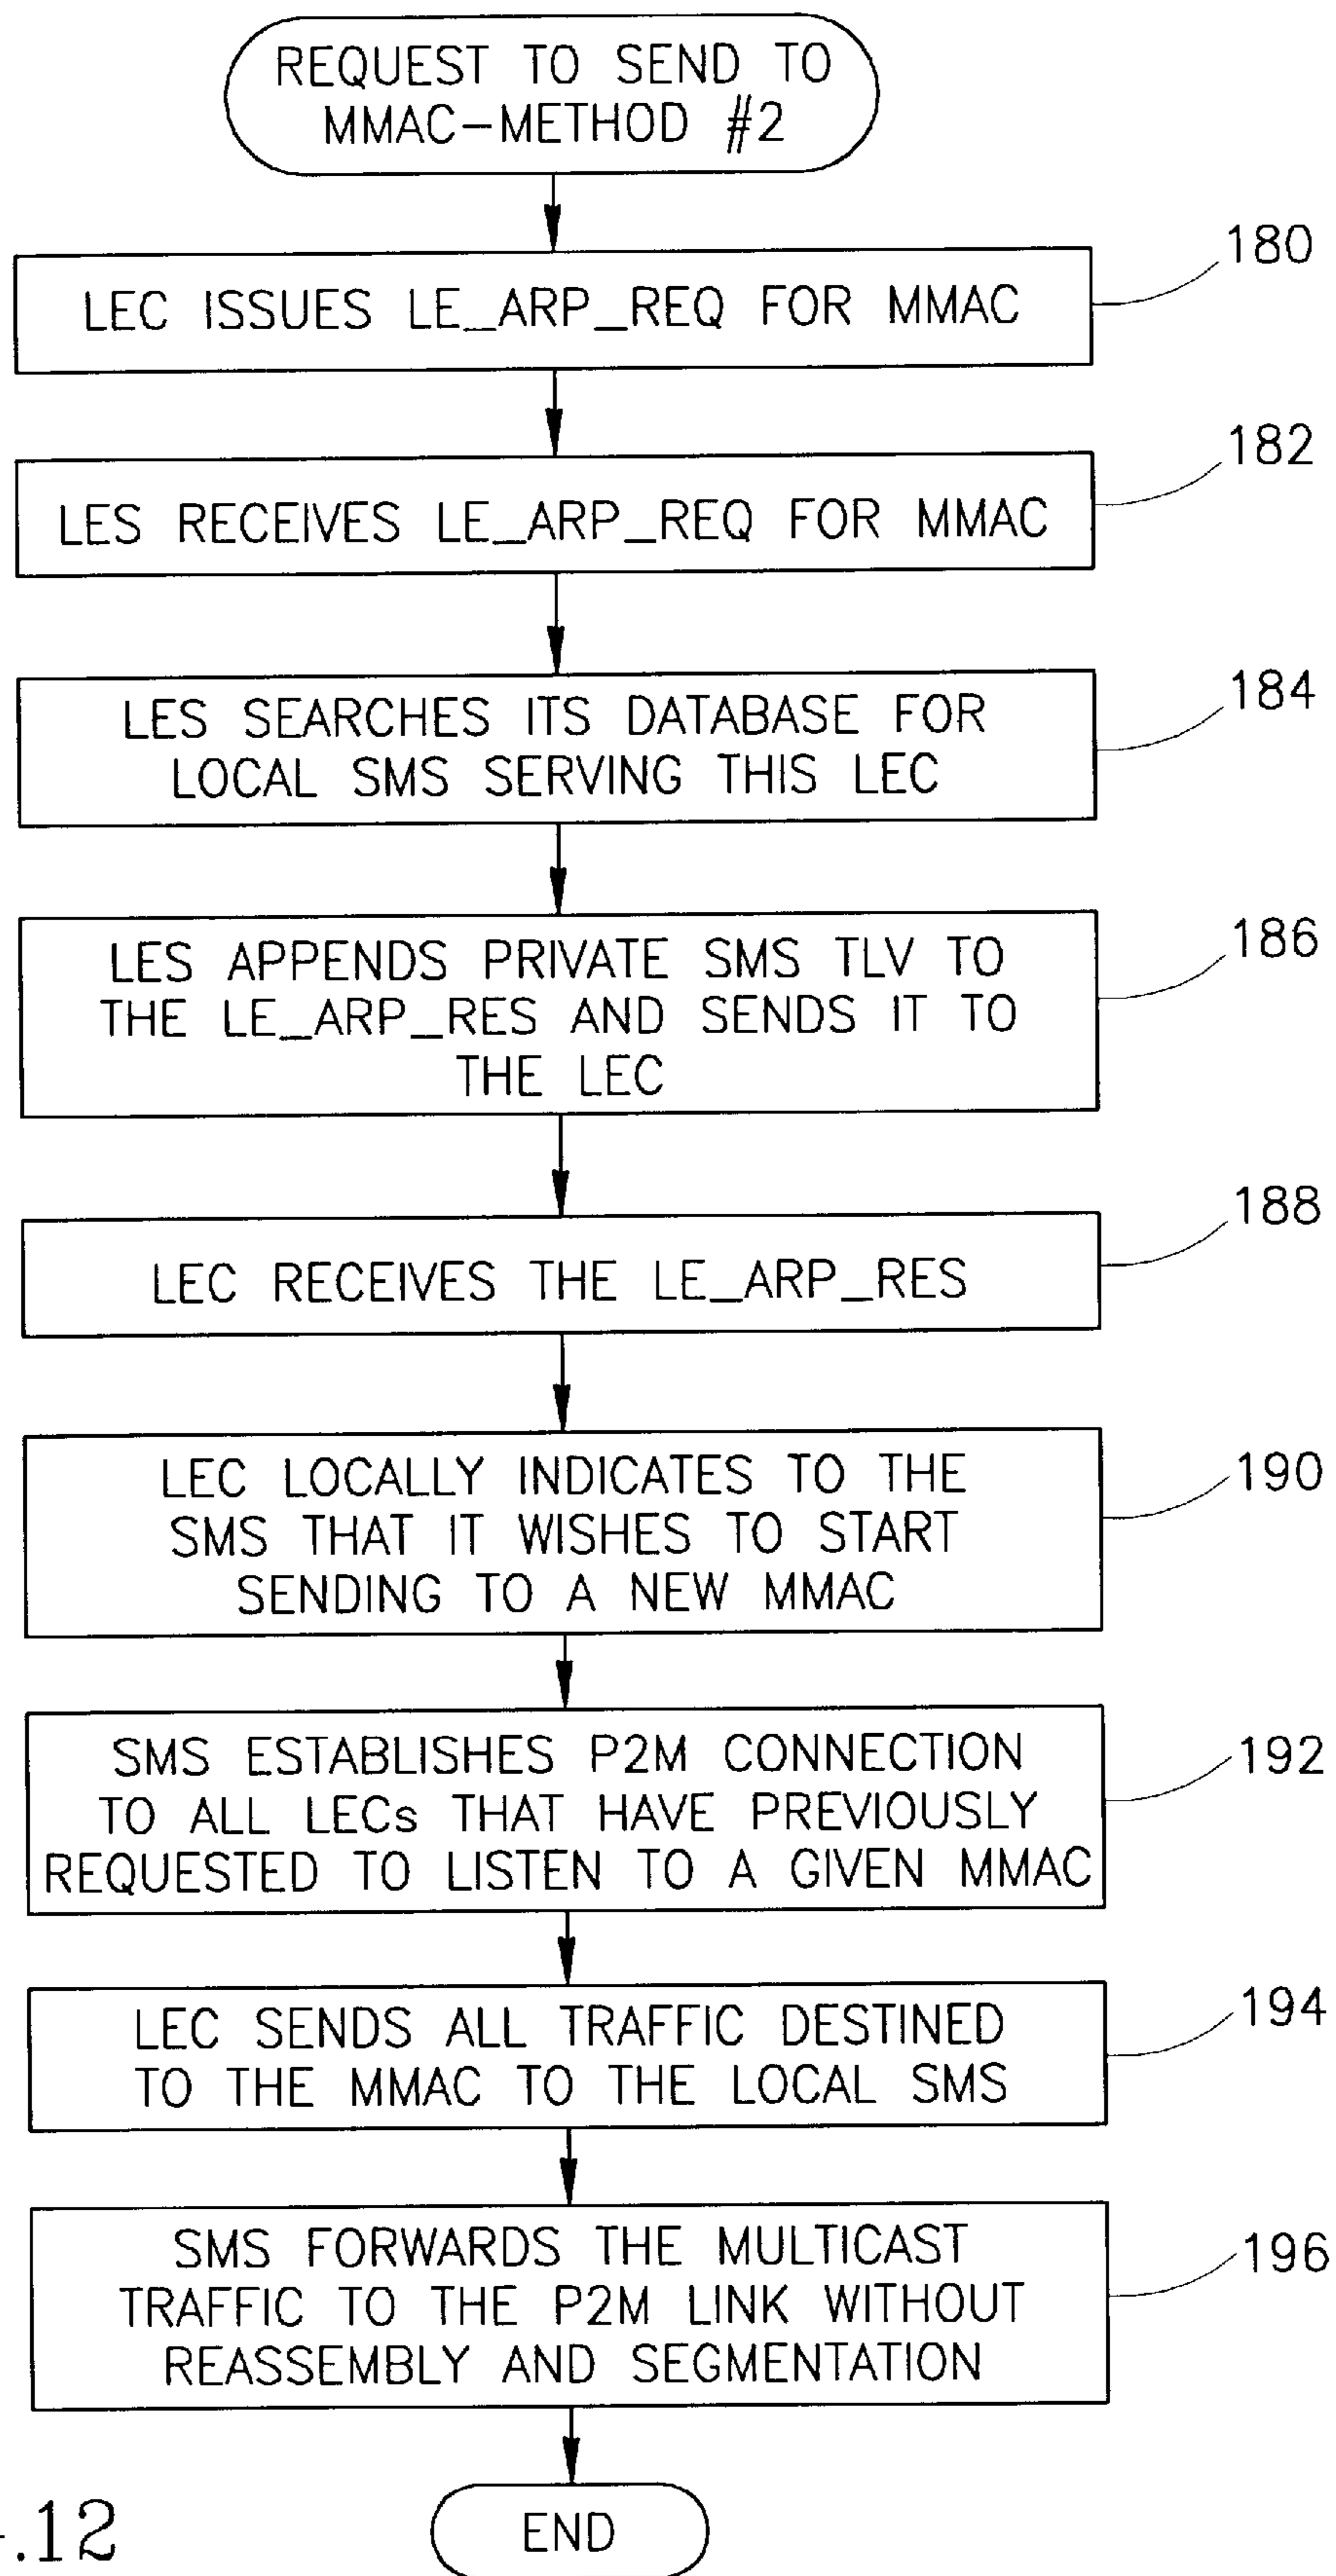 REQUEST TO SEND TO
MMAC-METHOD #2
180
LEC ISSUES LE_ARP_REQ FOR MMAC
182
LES RECEIVES LE_ARP_REQ FOR MMAC
184
LES SEARCHES ITS DATABASE FOR
LOCAL SMS SERVING THIS LEC
186
LES APPENDS PRIVATE SMS TLV TO
THE LE_ARP_RES AND SENDS IT TO
THE LEC
188
LEC RECEIVES THE LE_ARP_RES
190
LEC LOCALLY INDICATES TO THE
SMS THAT IT WISHES TO START
SENDING TO A NEW MMAC
192
SMS ESTABLISHES P2M CONNECTION
TO ALL LECs THAT HAVE PREVIOUSLY
REQUESTED TO LISTEN TO A GIVEN MMAC
194
LEC SENDS ALL TRAFFIC DESTINED
TO THE MMAC TO THE LOCAL SMS
196
SMS FORWARDS THE MULTICAST
TRAFFIC TO THE P2M LINK WITHOUT
REASSEMBLY AND SEGMENTATION
END
.12